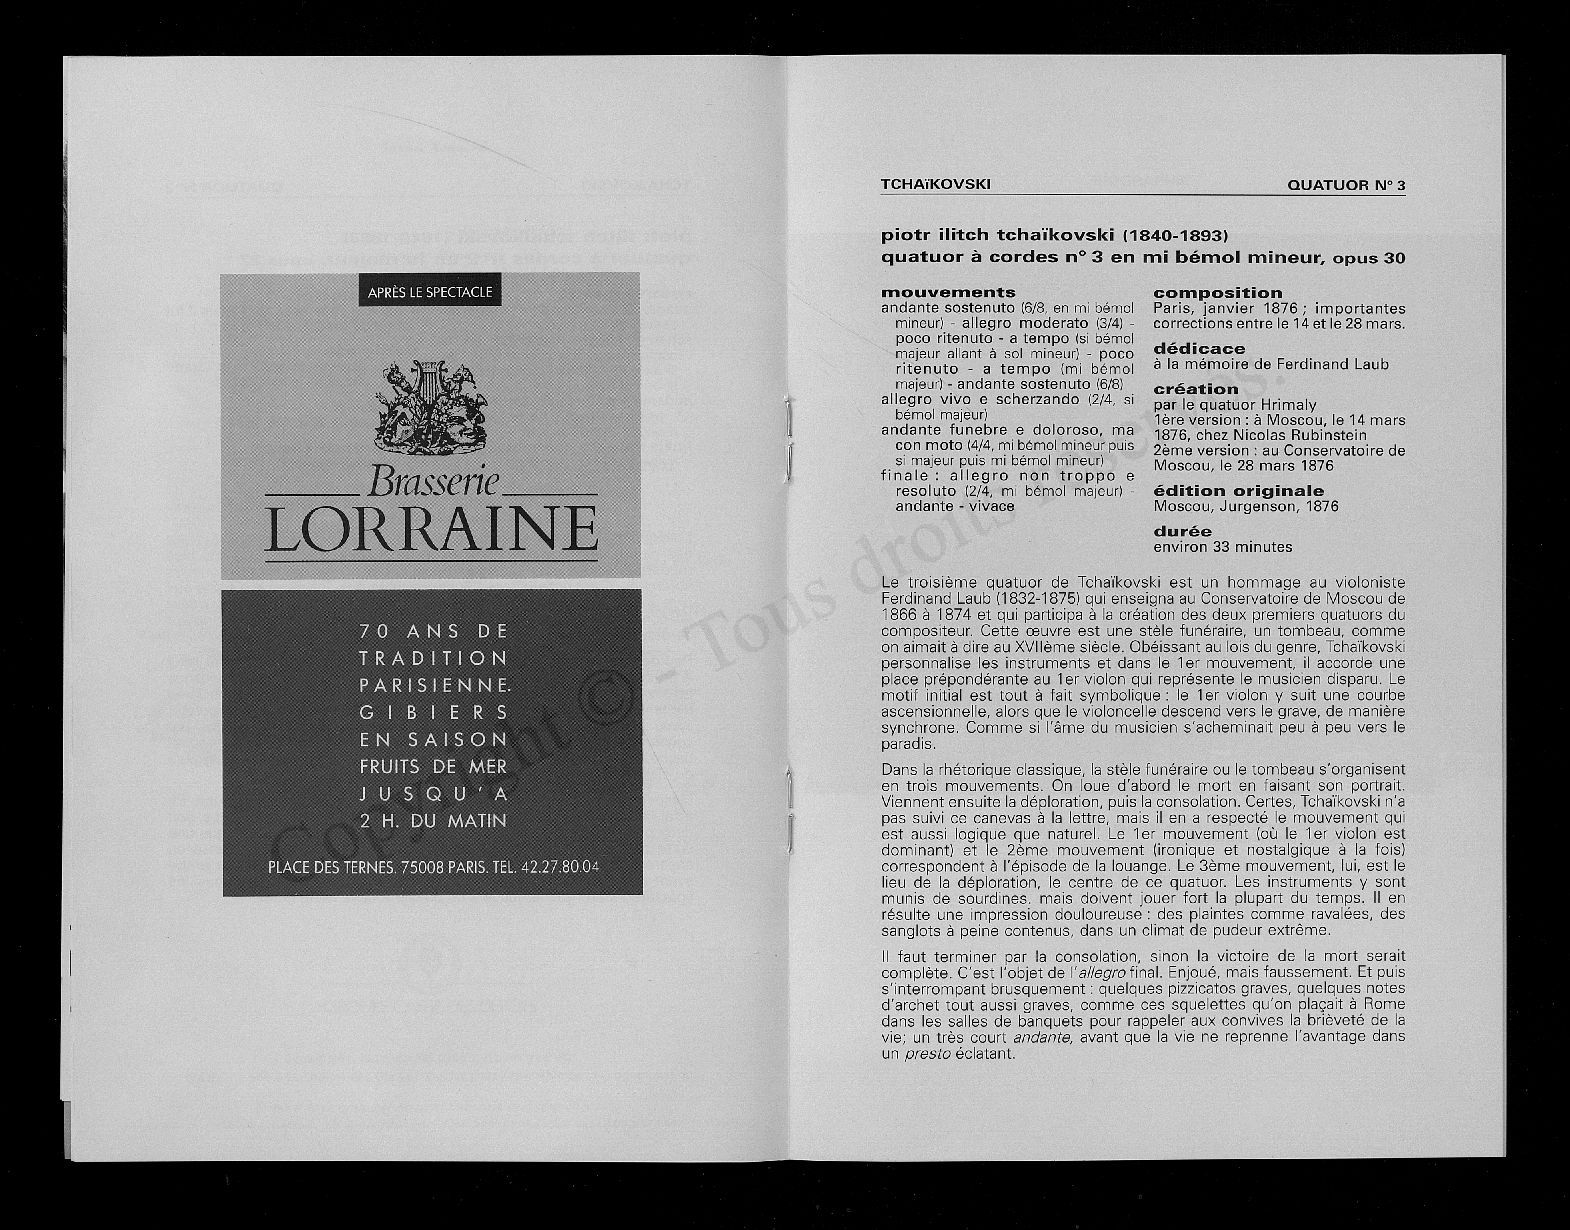 APRÈS LE SPECTACLE
Brasserie
LORRAINE
70 ANS DE
TRADITION
PARISIENNE.
GIBIERS
EN SAISON
FRUITS DE MER
JUSQU'A
2 H. DU MATIN
PLACE DES TERNES. 75008 PARIS. TEL. 42.27.80.04
Copyright © - Tous droits réservés.
TCHAïKOVSKI QUATUOR N° 3
piotr ilitch tchaïkovski (1840-1893)
quatuor à cordes n° 3 en mi bémol mineur, opus 30
mouvements
andante sostenuto (6/8, en mi bémol
mineur) - allegro moderato (3/4) -
poco ritenuto - a tempo (si bémol
majeur allant à sol mineur) - poco
ritenuto - a tempo (mi bémol
majeur) - andante sostenuto (6/8)
allegro vivo e scherzando (2/4, si
bémol majeur)
andante funebre e doloroso, ma
con moto (4/4, mi bémol mineur puis
si majeur puis mi bémol mineur)
finale : allegro non troppo e
resoluto (2/4, mi bémol majeur) -
andante - vivace
composition
Paris, janvier 1876 ; importantes
corrections entre le 14 et le 28 mars.
dédicace
à la mémoire de Ferdinand Laub
création
par le quatuor Hrimaly
1ère version : à Moscou, le 14 mars
1876, chez Nicolas Rubinstein
2ème version : au Conservatoire de
Moscou, le 28 mars 1876
édition originale
Moscou, Jurgenson, 1876
durée
environ 33 minutes
Le troisième quatuor de Tchaïkovski est un hommage au violoniste
Ferdinand Laub (1832-1875) qui enseigna au Conservatoire de Moscou de
1866 à 1874 et qui participa à la création des deux premiers quatuors du
compositeur. Cette œuvre est une stèle funéraire, un tombeau, comme
on aimait à dire au XVIIème siècle. Obéissant au lois du genre, Tchaïkovski
personnalise les instruments et dans le 1er mouvement, il accorde une
place prépondérante au 1er violon qui représente le musicien disparu. Le
motif initial est tout à fait symbolique : le 1er violon y suit une courbe
ascensionnelle, alors que le violoncelle descend vers le grave, de manière
synchrone. Comme si l'âme du musicien s'acheminait peu à peu vers le
paradis.
Dans la rhétorique classique, la stèle funéraire ou le tombeau s'organisent
en trois mouvements. On loue d'abord le mort en faisant son portrait.
Viennent ensuite la déploration, puis la consolation. Certes, Tchaïkovski n'a
pas suivi ce canevas à la lettre, mais il en a respecté le mouvement qui
est aussi logique que naturel. Le 1er mouvement (où le 1er violon est
dominant) et le 2ème mouvement (ironique et nostalgique à la fois)
correspondent à l'épisode de la louange. Le 3ème mouvement, lui, est le
lieu de la déploration, le centre de ce quatuor. Les instruments y sont
munis de sourdines, mais doivent jouer fort la plupart du temps. Il en
résulte une impression douloureuse : des plaintes comme ravalées, des
sanglots à peine contenus, dans un climat de pudeur extrême.
Il faut terminer par la consolation, sinon la victoire de la mort serait
complète. C'est l'objet de l'allegro final. Enjoué, mais faussement. Et puis
s'interrompant brusquement : quelques pizzicatos graves, quelques notes
d'archet tout aussi graves, comme ces squelettes qu'on plaçait à Rome
dans les salles de banquets pour rappeler aux convives la brièveté de la
vie; un très court andante, avant que la vie ne reprenne l'avantage dans
un presto éclatant.